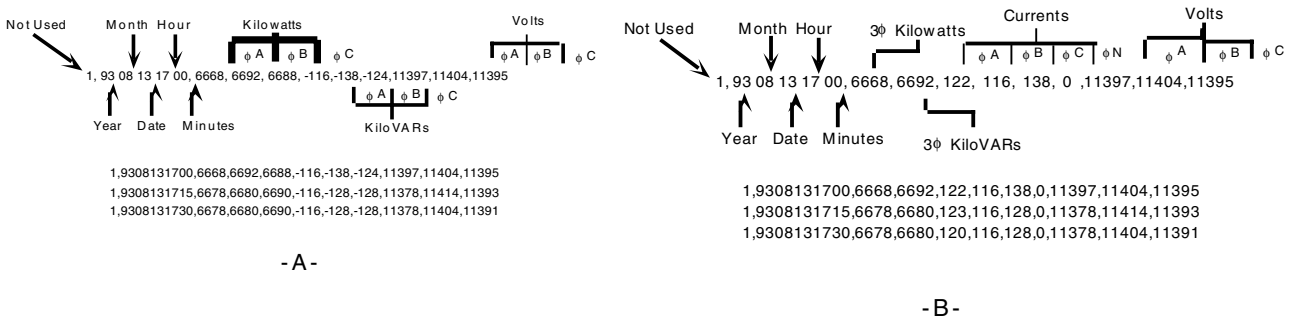 Not Used Month Hour Kilowatts Volts
ϕ A ϕ B ϕ C ϕ A ϕ B ϕ C
1, 93 08 13 17 00, 6668, 6692, 6688, -116,-138,-124,11397,11404,11395
ϕ A ϕ B ϕ C
Year Date Minutes KiloVARs
1,9308131700,6668,6692,6688,-116,-138,-124,11397,11404,11395
1,9308131715,6678,6680,6690,-116,-128,-128,11378,11414,11393
1,9308131730,6678,6680,6690,-116,-128,-128,11378,11404,11391
-A-
Not Used Month Hour 3ϕ Kilowatts Currents Volts
ϕ A ϕ B ϕ C ϕN ϕ A ϕ B ϕ C
1, 93 08 13 17 00, 6668, 6692, 122, 116, 138, 0 ,11397,11404,11395
Year Date Minutes 3ϕ KiloVARs
1,9308131700,6668,6692,122,116,138,0,11397,11404,11395
1,9308131715,6678,6680,123,116,128,0,11378,11414,11393
1,9308131730,6678,6680,120,116,128,0,11378,11404,11391
-B-